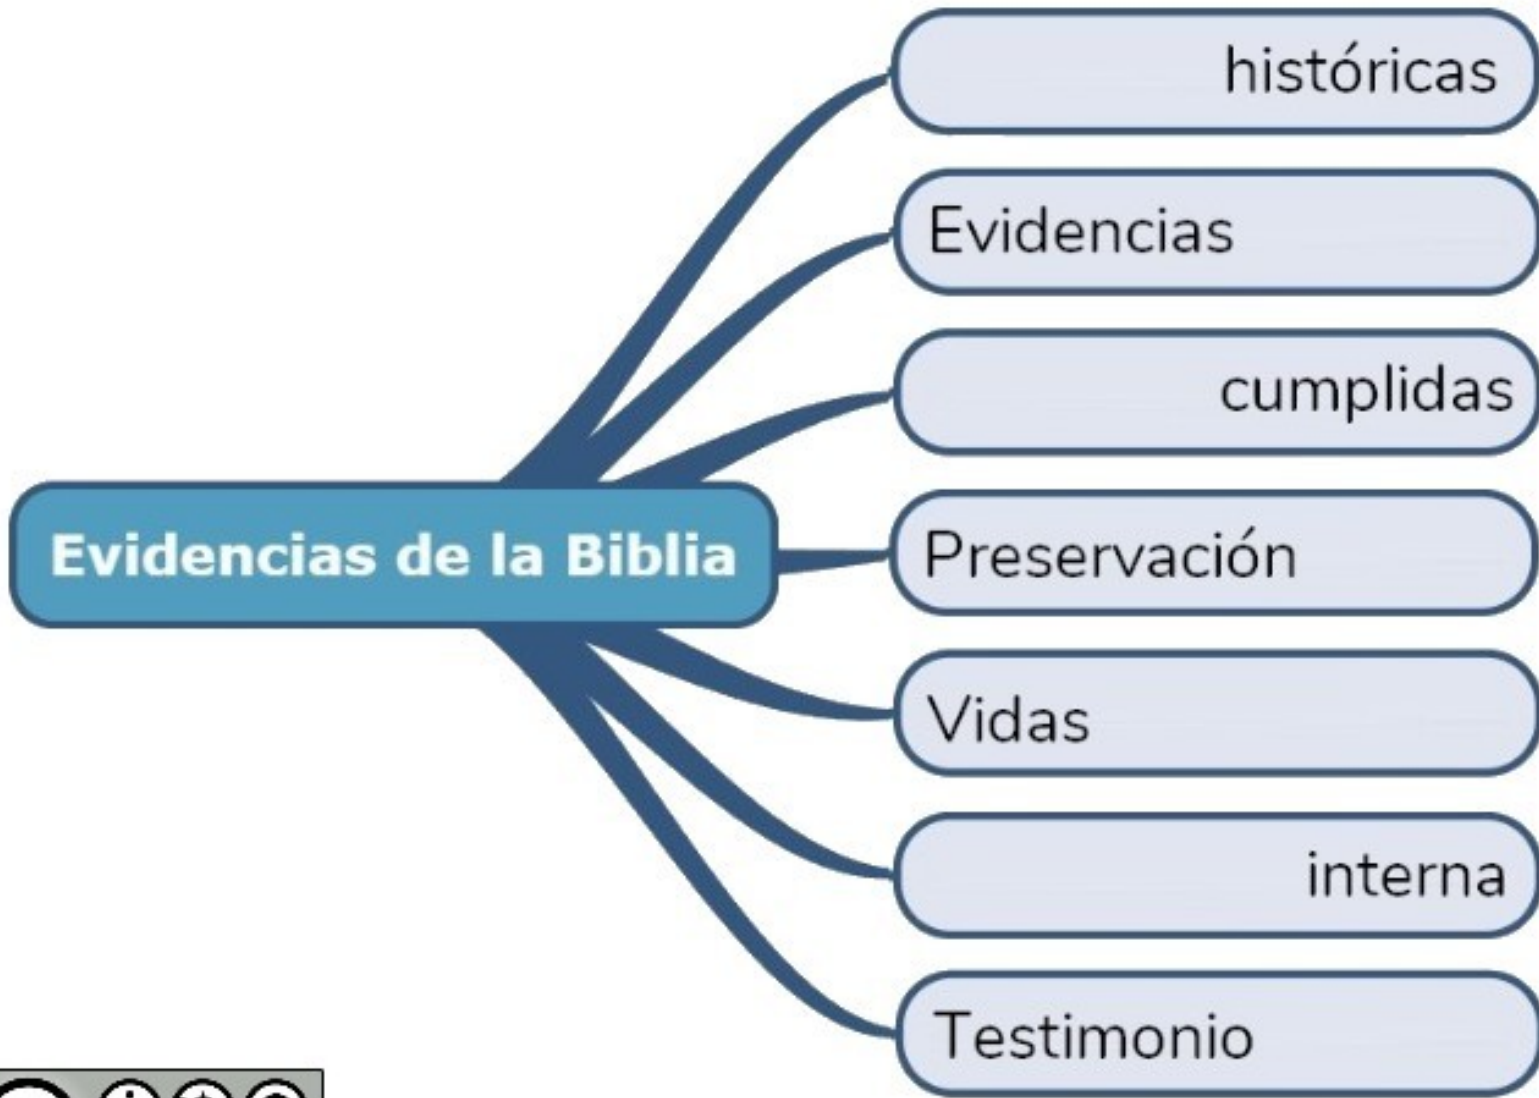 históricas
Evidencias
cumplidas
Evidencias de la Biblia
Preservación
Vidas
interna
Testimonio